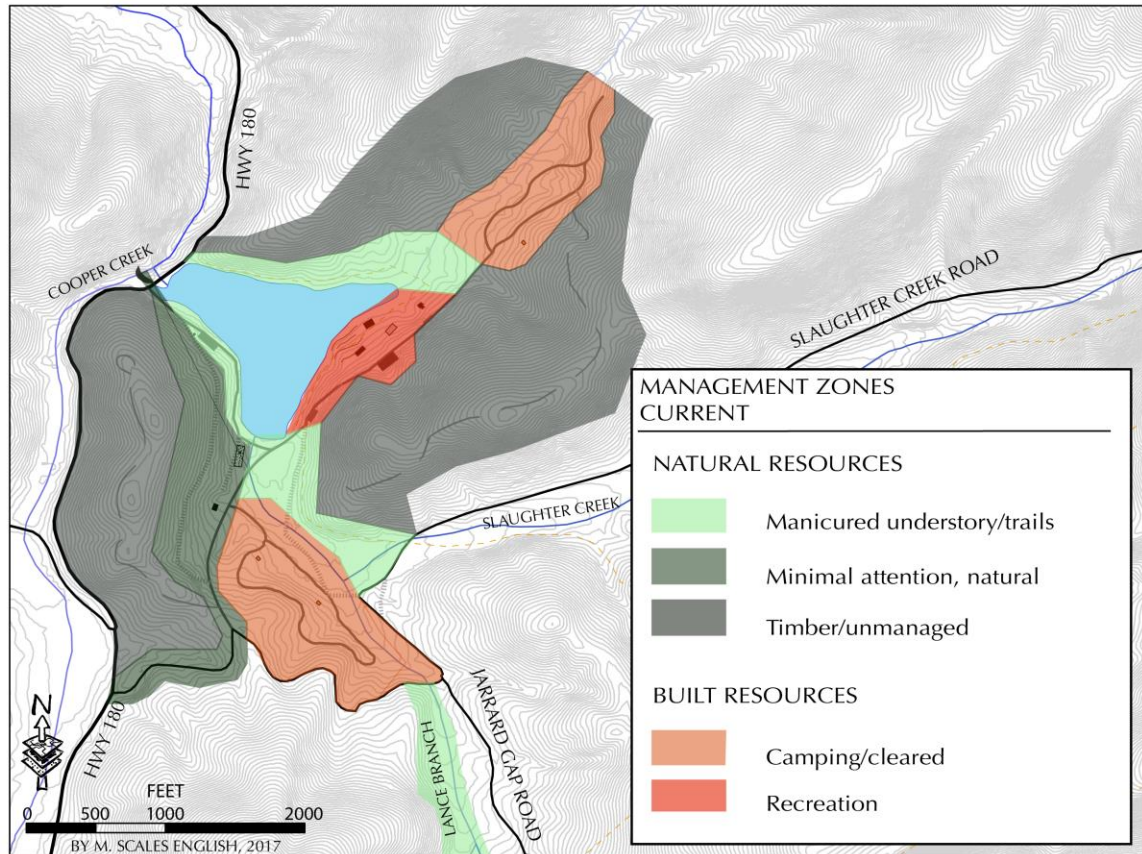 HWY 180
COOPER CREEK
SLAUGHTER CREEK ROAD
SLAUGHTER CREEK
HWY 180
LANCE BRANCH
JARRARD GAP ROAD
N
FEET
0 500 1000 2000
BY M. SCALES ENGLISH, 2017
MANAGEMENT ZONES
CURRENT
NATURAL RESOURCES
Manicured understory/trails
Minimal attention, natural
Timber/unmanaged
BUILT RESOURCES
Camping/cleared
Recreation